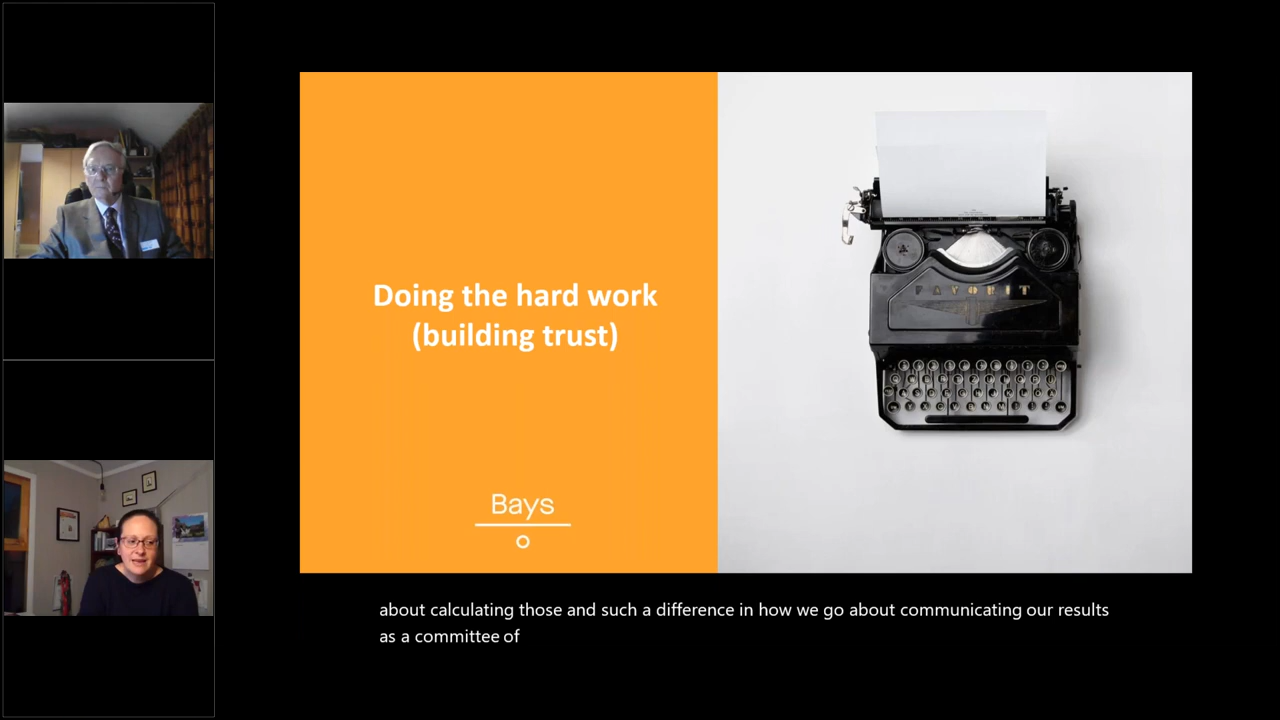 Doing the hard work
(building trust)
Bays
FAVORIT
about calculating those and such a difference in how we go about communicating our results
as a committee of